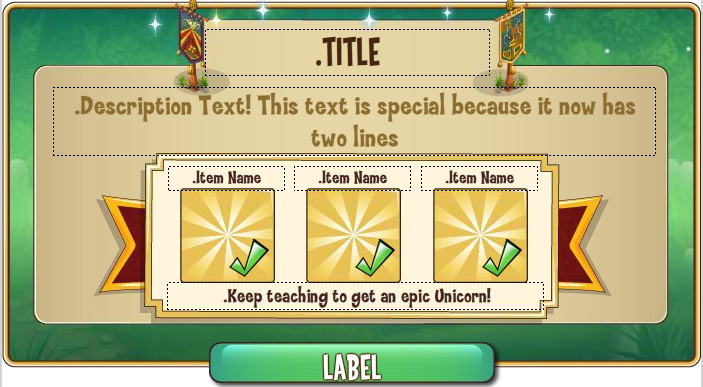 .TITLE
.Description Text! This text is special because it now has
two lines
.Item Name .Item Name .Item Name
.Keep teaching to get an epic Unicorn!
LABEL